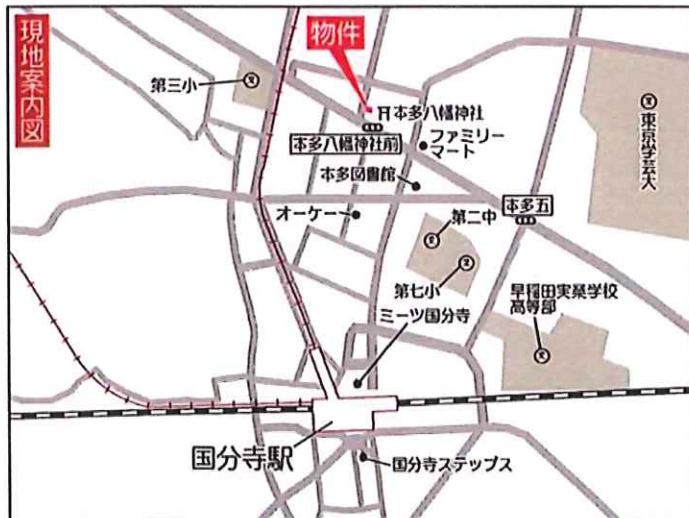 現地案内図
物件
第三小
本多八幡神社
本多八幡神社前
ファミリー
マート
東京学芸大
本多図書館
本多五
オーケー
第二中
第七小
早稲田実業学校
高等部
ミーツ国分寺
国分寺駅
国分寺ステップス